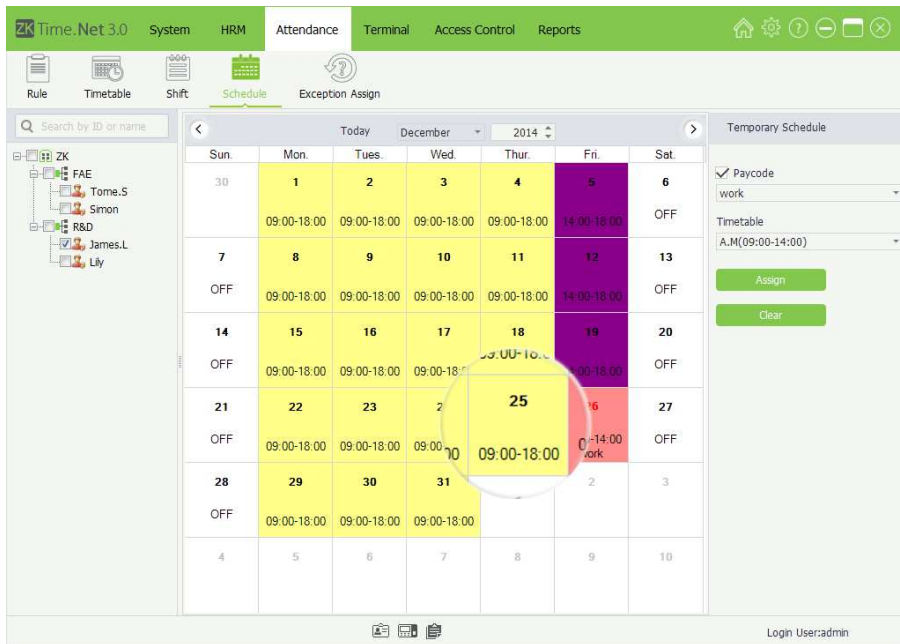 ZK Time.Net 3.0 System HRM Attendance Terminal Access Control Reports
Rule Timetable Shift Schedule Exception Assign
Search by ID or name
ZK
FAE
Tome.S
Simon
R&D
James.L
Lily
Today December 2014
Sun. Mon. Tues. Wed. Thur. Fri. Sat.
30 1 2 3 4 5 6
09:00-18:00 09:00-18:00 09:00-18:00 09:00-18:00 14:00-18:00 OFF
7 8 9 10 11 12 13
OFF 09:00-18:00 09:00-18:00 09:00-18:00 09:00-18:00 14:00-18:00 OFF
14 15 16 17 18 19 20
OFF 09:00-18:00 09:00-18:00 OFF
21 22 23 25 27
OFF 09:00-18:00 09:00-18:00 09:00-18:00 -14:00 OFF
28 29 30 31 2 3
OFF 09:00-18:00 09:00-18:00 09:00-18:00
4 5 6 7 8 9 10
Temporary Schedule
Paycode
work
Timetable
A.M(09:00-14:00)
Assign
Clear
Login User:admin